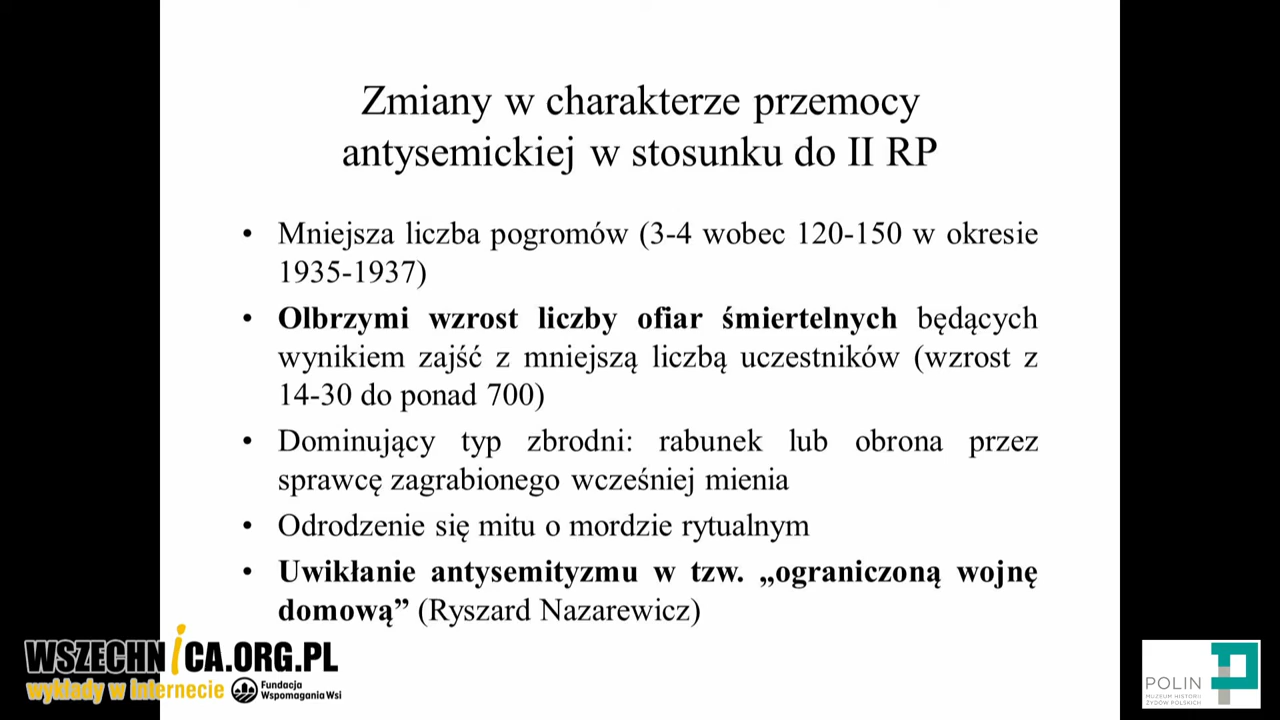 Zmiany w charakterze przemocy
antysemickiej w stosunku do II RP
• Mniejsza liczba pogromów (3-4 wobec 120-150 w okresie
1935-1937)
• Olbrzymi wzrost liczby ofiar śmiertelnych będących
wynikiem zajść z mniejszą liczbą uczestników (wzrost z
14-30 do ponad 700)
• Dominujący typ zbrodni: rabunek lub obrona przez
sprawcę zagrabionego wcześniej mienia
• Odrodzenie się mitu o mordzie rytualnym
• Uwikłanie antysemityzmu w tzw. „ograniczoną wojnę
domową” (Ryszard Nazarewicz)
WSZECHNICA.ORG.PL
wykłady w internecie
Fundacja
Wspomagania Wsi
POLIN
MUZEUM HISTORII
ŻYDÓW POLSKICH